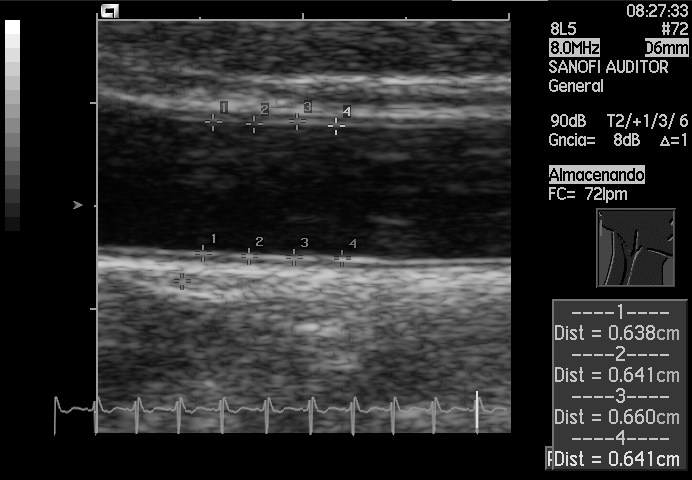 08:27:33
8L5 #72
8.0MHz D6mm
SANOFI AUDITOR
General
90dB T2/+1/3/ 6
Gncia= 8dB Δ=1
Almacenando
FC= 72lpm
1 2 3 4
1 2 3 4
----1----
Dist = 0.638cm
----2----
Dist = 0.641cm
----3----
Dist = 0.660cm
----4----
Dist = 0.641cm